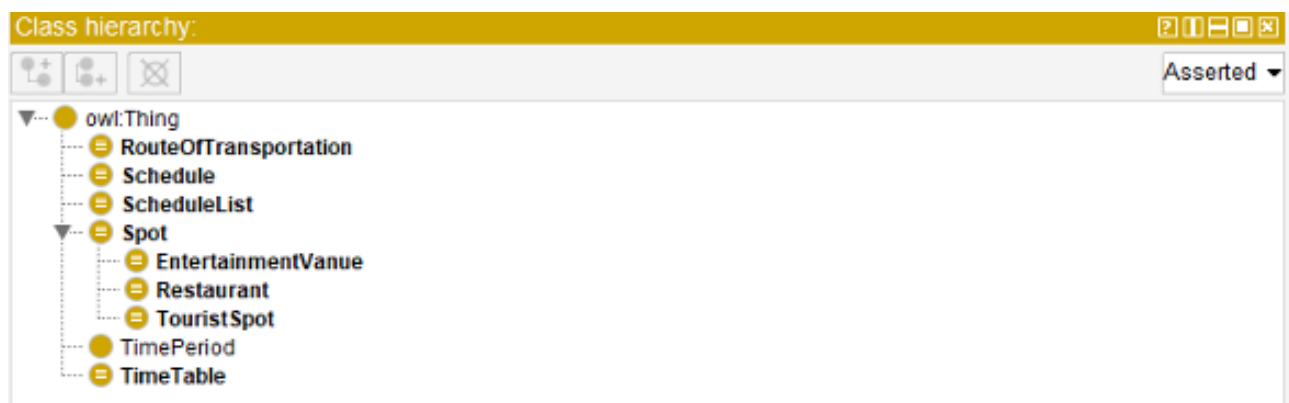 Class hierarchy:
Asserted
owl:Thing
RouteOfTransportation
Schedule
ScheduleList
Spot
EntertainmentVanue
Restaurant
TouristSpot
TimePeriod
TimeTable